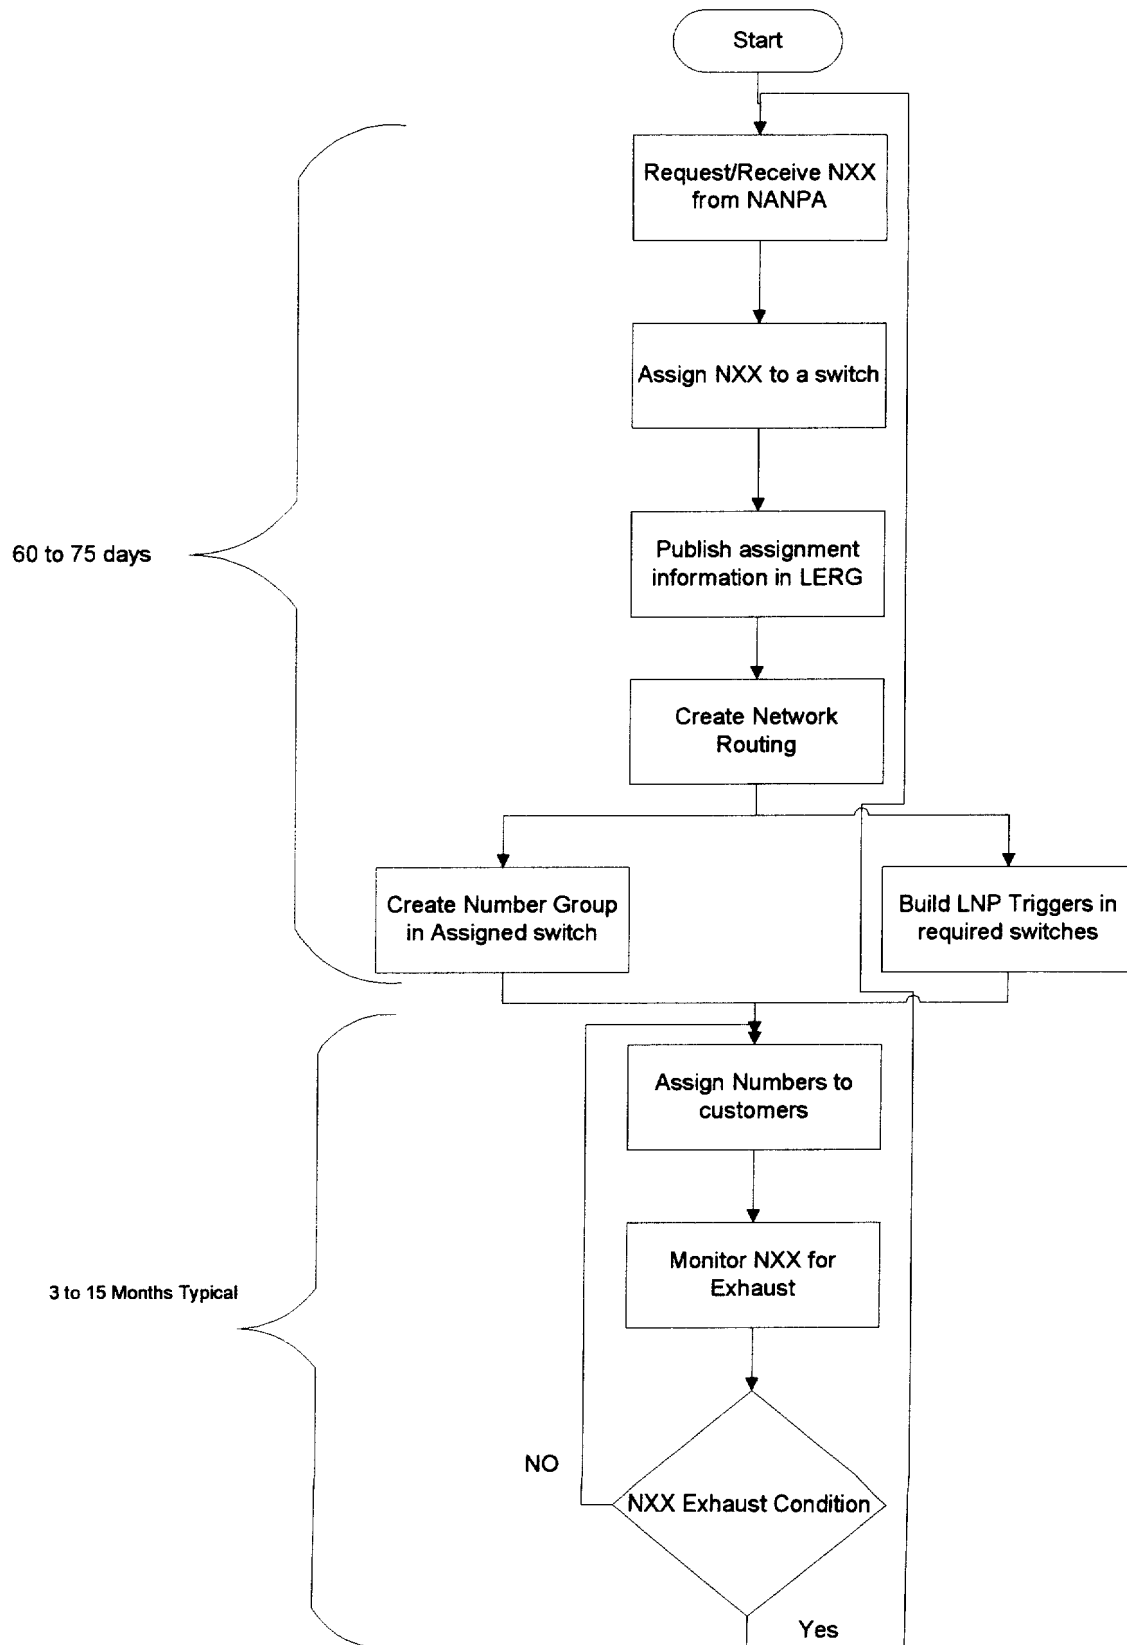 Start
Request/Receive NXX
from NANPA
Assign NXX to a switch
60 to 75 days
Publish assignment
information in LERG
Create Network
Routing
Create Number Group
in Assigned switch
Build LNP Triggers in
required switches
Assign Numbers to
customers
3 to 15 Months Typical
Monitor NXX for
Exhaust
NO
NXX Exhaust Condition
Yes